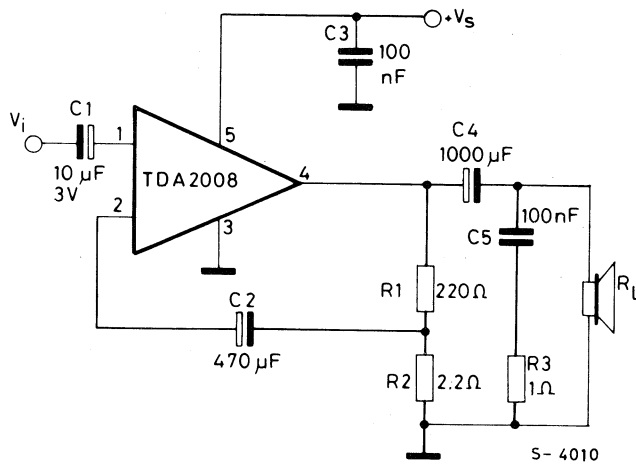 +Vs
C3
100
nF
C1
Vi
1
10 µF
3V
2
TDA2008
5
4
3
C4
1000 µF
100nF
C5
R1
220Ω
RL
C2
470 µF
R2
2.2Ω
R3
1Ω
S-4010